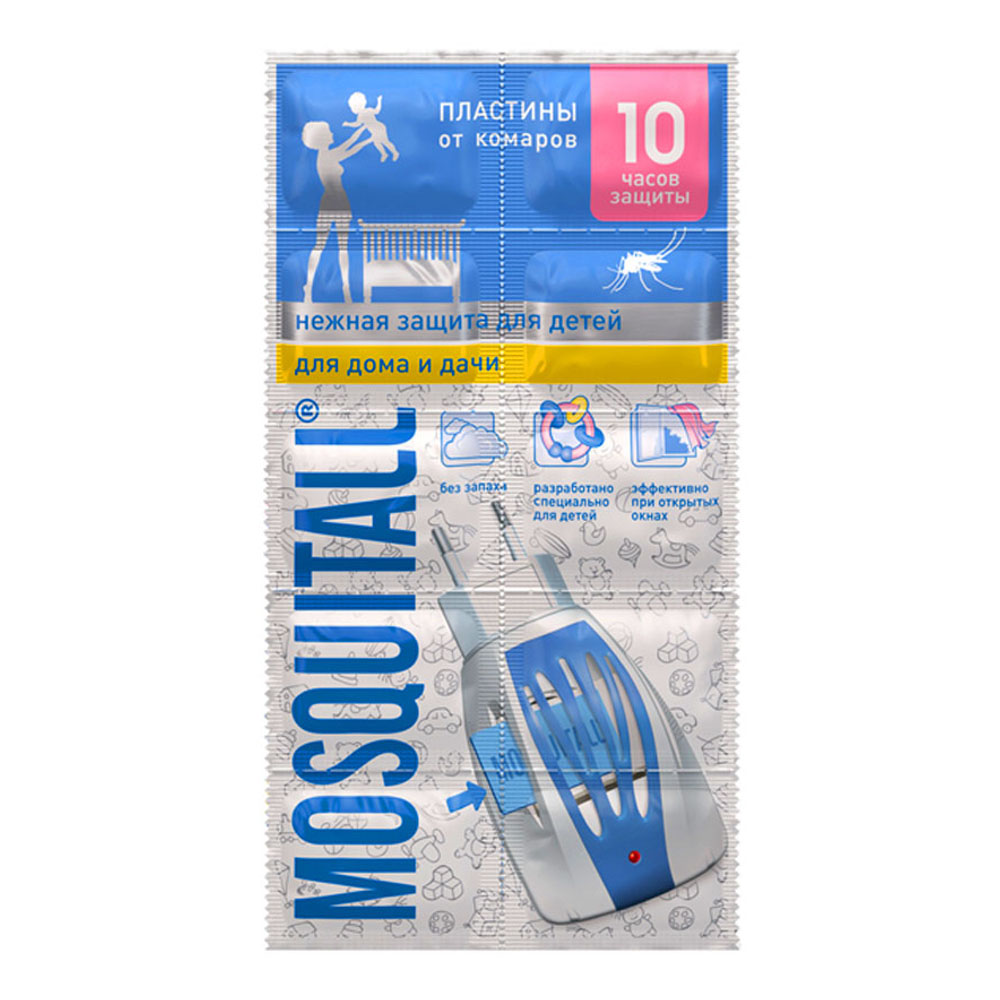 ПЛАСТИНЫ
от комаров
10
часов
защиты
нежная защита для детей
для дома и дачи
MOSQUITALL®
без запаха
разработано
специально
для детей
эффективно
при открытых
окнах